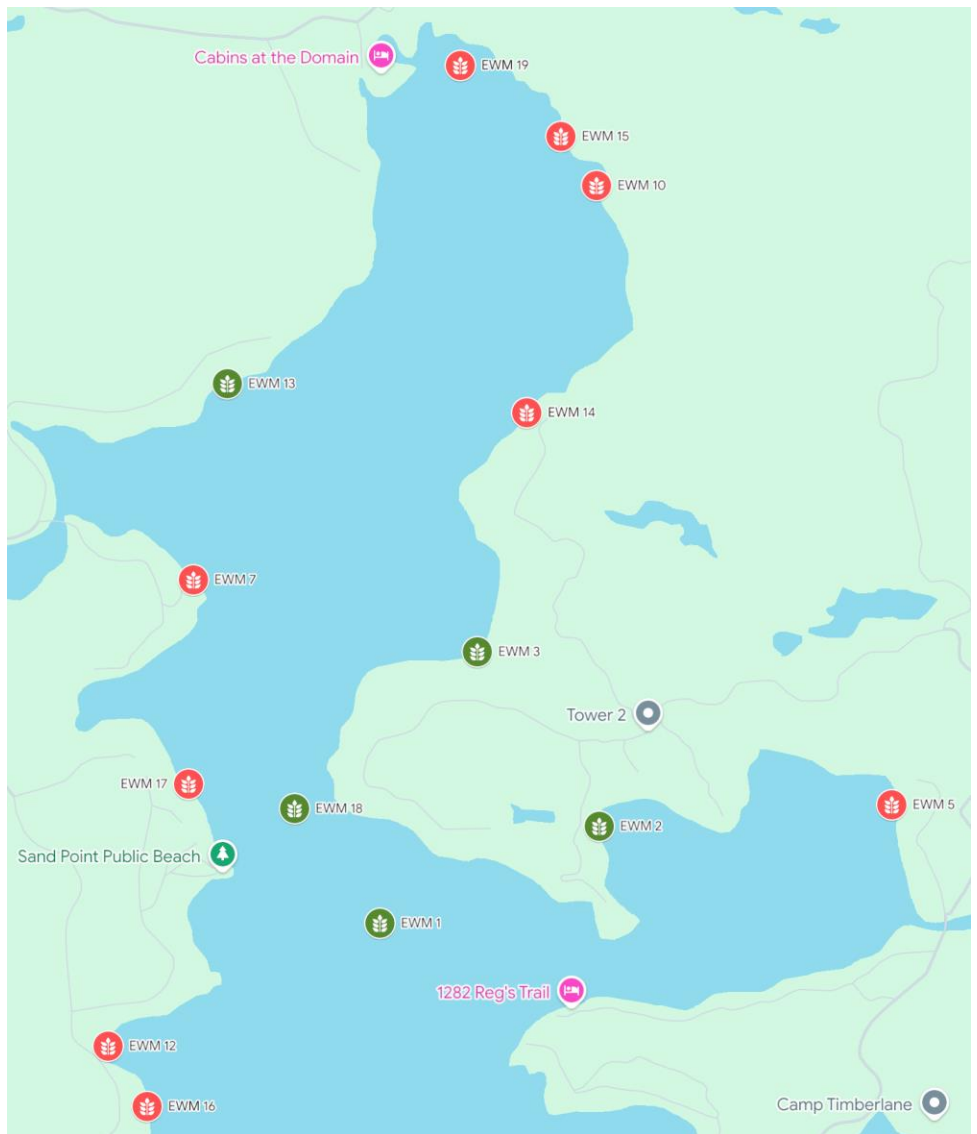 Cabins at the Domain
EWM 19
EWM 15
EWM 10
EWM 13
EWM 14
EWM 7
EWM 3
Tower 2
EWM 17
EWM 18
EWM 5
EWM 2
Sand Point Public Beach
EWM 1
1282 Reg's Trail
EWM 12
EWM 16
Camp Timberlane